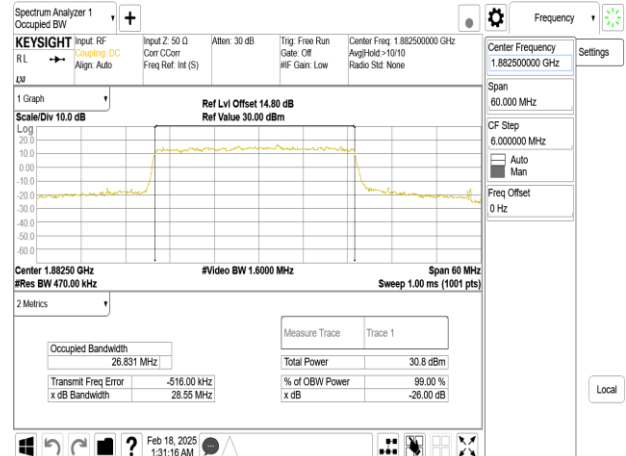 Spectrum Analyzer 1
Occupied BW
+
Frequency
KEYSIGHT
RL
LXI
Input: RF
Coupling: DC
Align: Auto
Input Z: 50 Ω
Corr CCorr
Freq Ref: Int (S)
Atten: 30 dB
Trig: Free Run
Gate: Off
#IF Gain: Low
Center Freq: 1.882500000 GHz
Avg|Hold:>10/10
Radio Std: None
Center Frequency
1.882500000 GHz
Settings
Span
60.000 MHz
CF Step
6.000000 MHz
Auto
Man
Freq Offset
0 Hz
Local
1 Graph
Scale/Div 10.0 dB
Ref Lvl Offset 14.80 dB
Ref Value 30.00 dBm
Log
20.0
10.0
0.00
-10.0
-20.0
-30.0
-40.0
-50.0
-60.0
Center 1.88250 GHz
#Video BW 1.6000 MHz
Span 60 MHz
#Res BW 470.00 kHz
Sweep 1.00 ms (1001 pts)
2 Metrics
Measure Trace Trace 1
Occupied Bandwidth
26.831 MHz
Total Power 30.8 dBm
Transmit Freq Error -516.00 kHz
% of OBW Power 99.00 %
x dB Bandwidth 28.55 MHz
x dB -26.00 dB
?
Feb 18, 2025
1:31:16 AM